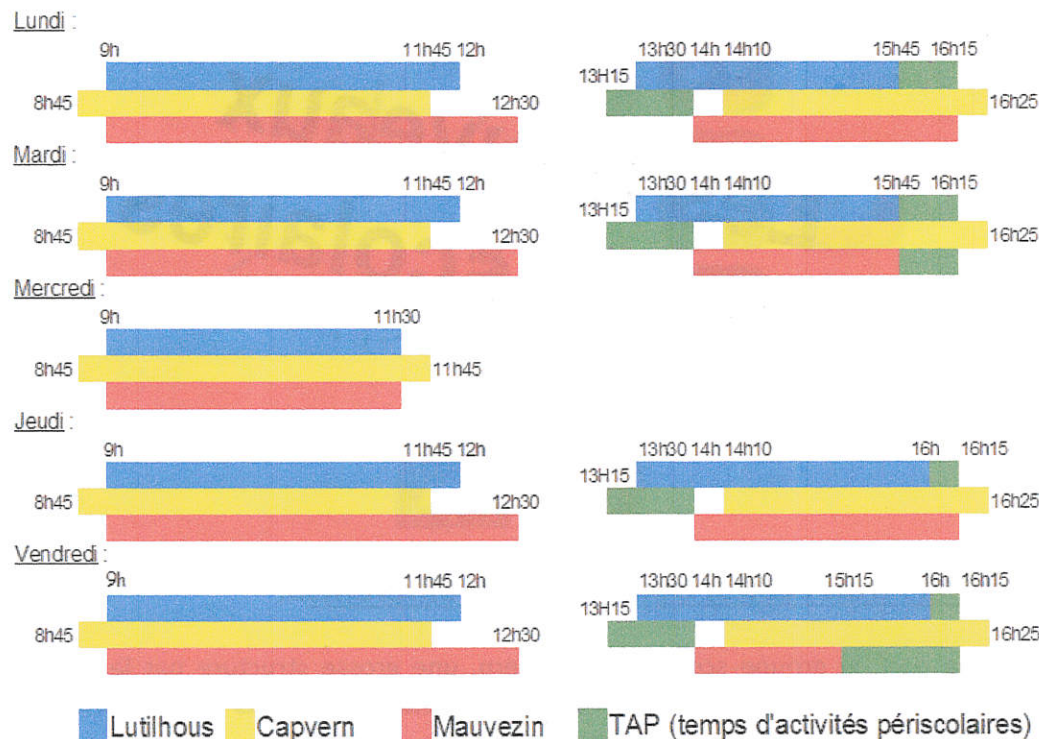 Lundi :
9h 11h45 12h 13h30 14h 14h10 15h45 16h15
13H15
8h45 12h30 16h25
Mardi :
9h 11h45 12h 13h30 14h 14h10 15h45 16h15
13H15
8h45 12h30 16h25
Mercredi :
9h 11h30
8h45 11h45
Jeudi :
9h 11h45 12h 13h30 14h 14h10 16h 16h15
13H15
8h45 12h30 16h25
Vendredi :
9h 11h45 12h 13h30 14h 14h10 15h15 16h 16h15
13H15
8h45 12h30 16h25
Lutilhous Capvern Mauvezin TAP (temps d'activités périscolaires)